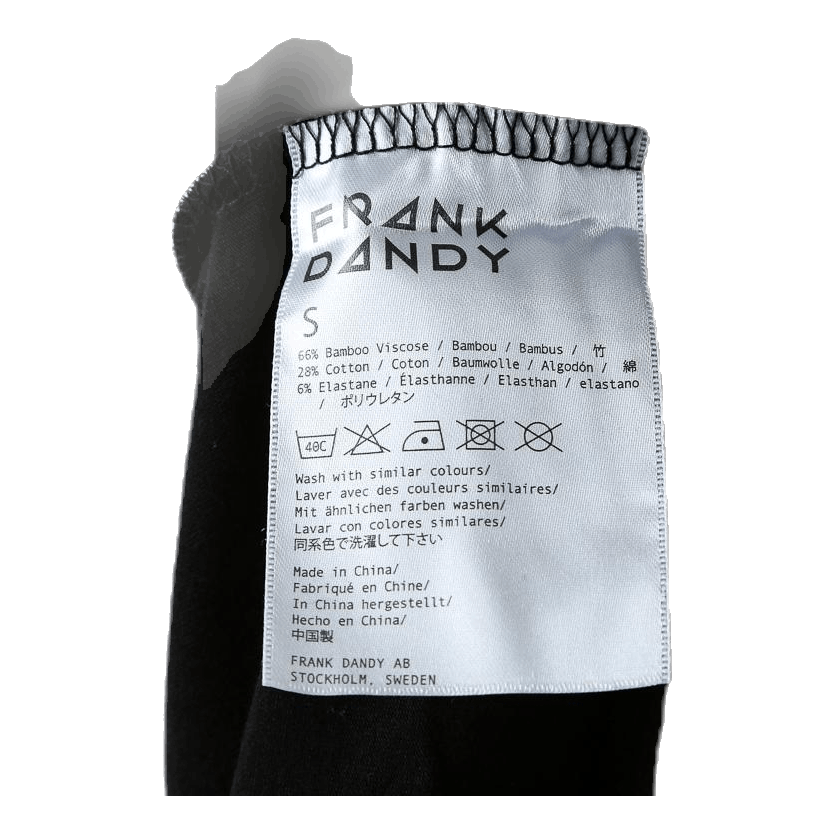 FRANK
DANDY
S
66% Bamboo Viscose / Bambou / Bambus / 竹
28% Cotton / Coton / Baumwolle / Algodón / 綿
6% Elastane / Élasthanne / Elasthan / elastano
/ ポリウレタン
40C
Wash with similar colours/
Laver avec des couleurs similaires/
Mit ähnlichen farben washen/
Lavar con colores similares/
同系色で洗濯して下さい
Made in China/
Fabriqué en Chine/
In China hergestellt/
Hecho en China/
中国製
FRANK DANDY AB
STOCKHOLM, SWEDEN